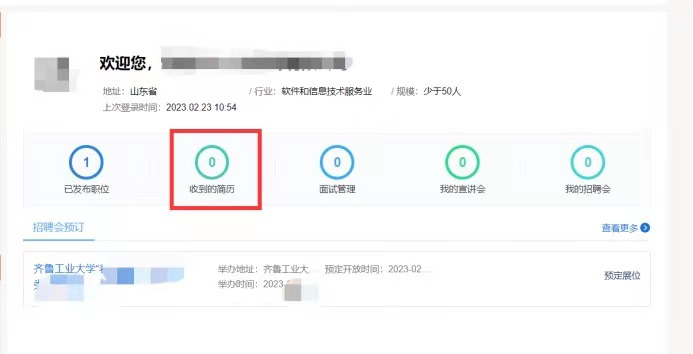 欢迎您，
地址：山东省 / 行业：软件和信息技术服务业 / 规模：少于50人
上次登录时间：2023.02.23 10:54
1 0 0 0 0
已发布职位 收到的简历 面试管理 我的宣讲会 我的招聘会
招聘会预订 查看更多
齐鲁工业大学" 举办地址：齐鲁工业大 预定开放时间：2023-02 预定展位
举办时间：2023